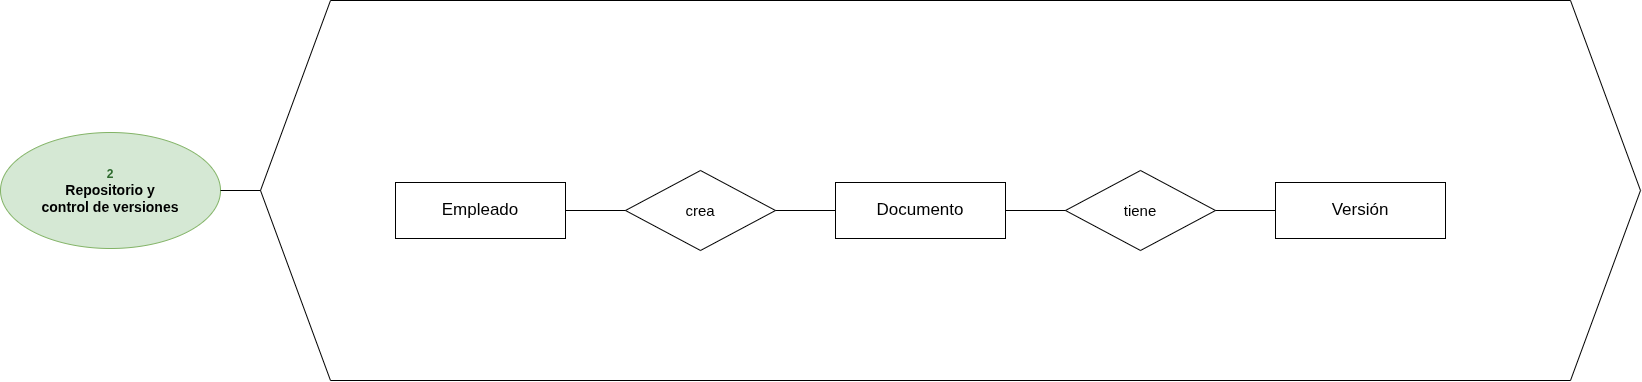 2
Repositorio y
control de versiones
Empleado
crea
Documento
tiene
Versión